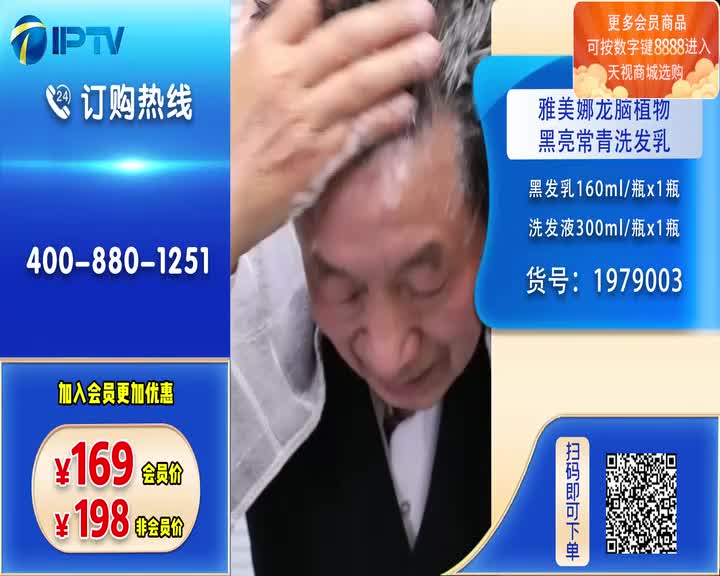 IPTV
24
订购热线
400-880-1251
加入会员更加优惠
¥169 会员价
¥198 非会员价
更多会员商品
可按数字键8888进入
天视商城选购
雅美娜龙脑植物
黑亮常青洗发乳
黑发乳160ml/瓶x1瓶
洗发液300ml/瓶x1瓶
货号：1979003
扫码即可下单